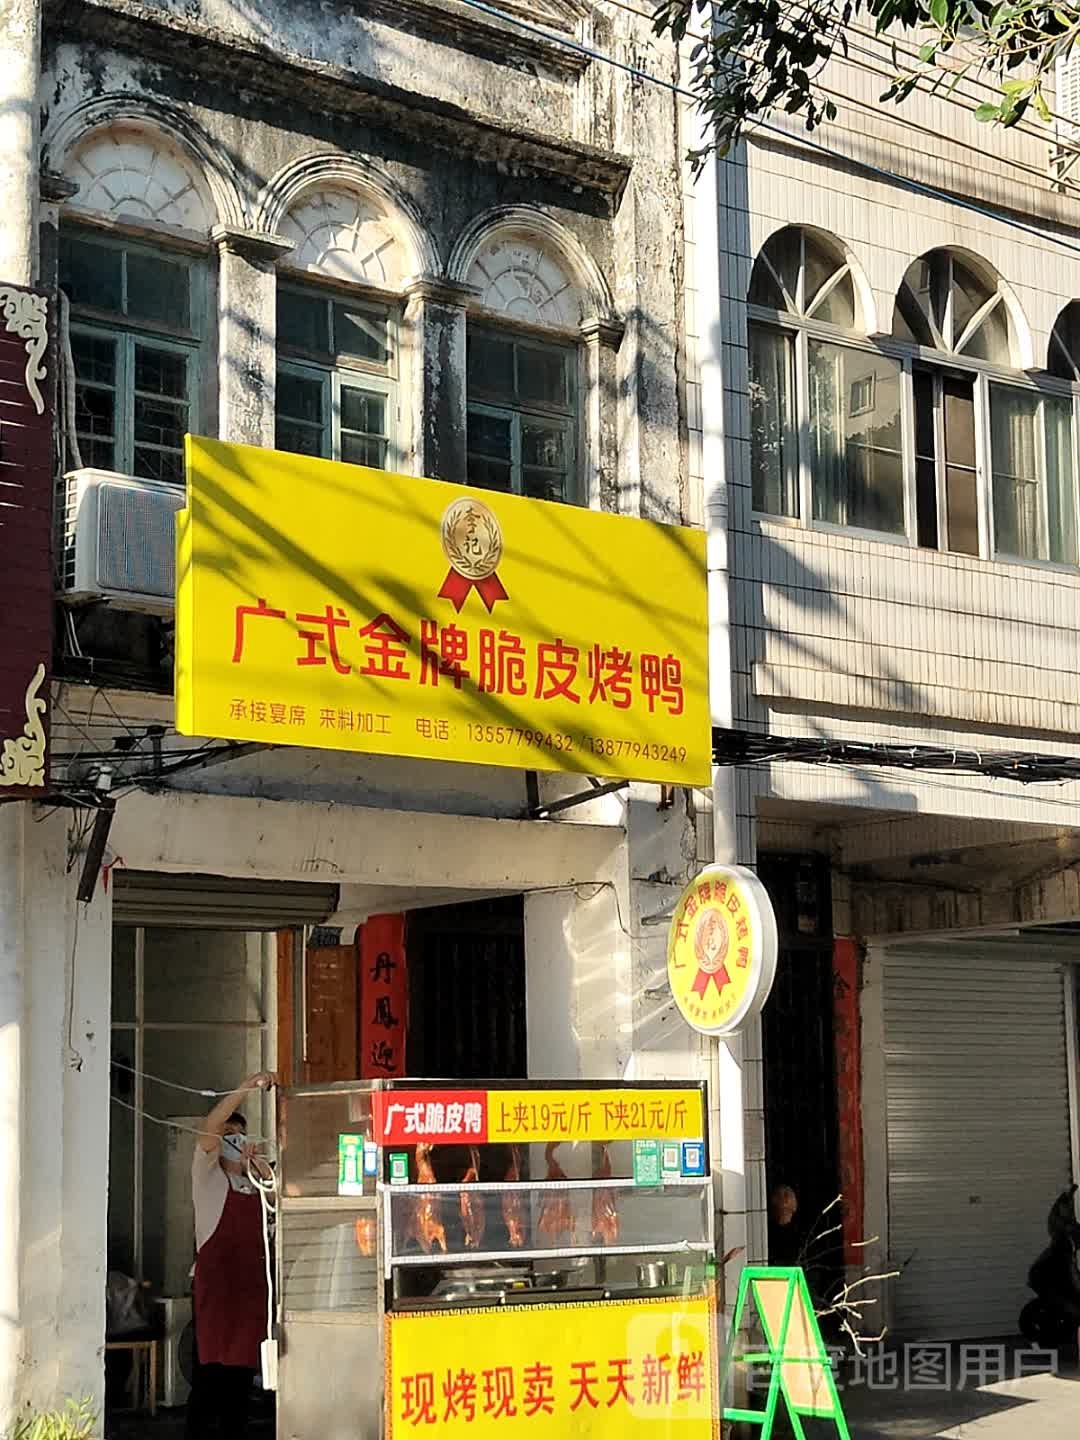 李记
广式金牌脆皮烤鸭
承接宴席 来料加工 电话：13557799432 /13877943249
广式金牌脆皮烤鸭
李记
丹鳳迎
广式脆皮鸭 上夹19元/斤 下夹21元/斤
现烤现卖 天天新鲜
百度地图用户